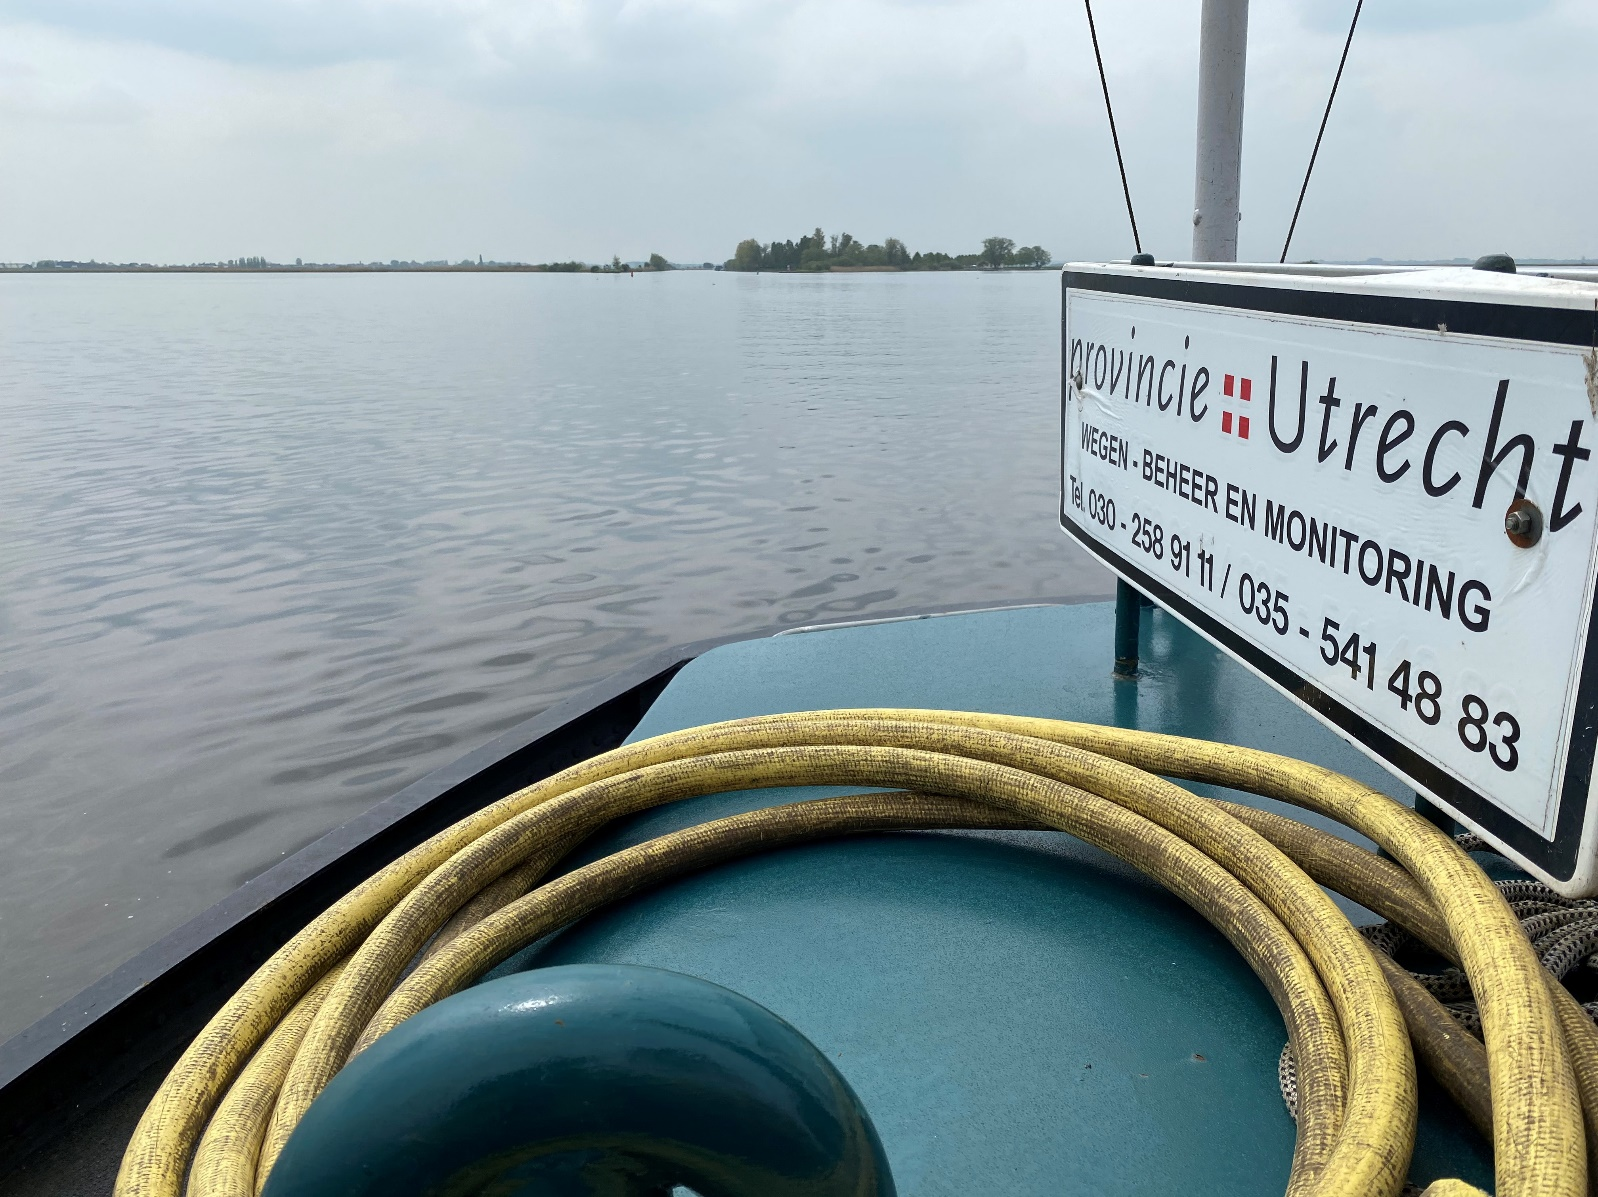 provincie Utrecht
WEGEN - BEHEER EN MONITORING
Tel. 030 - 258 91 11 / 035 - 541 48 83